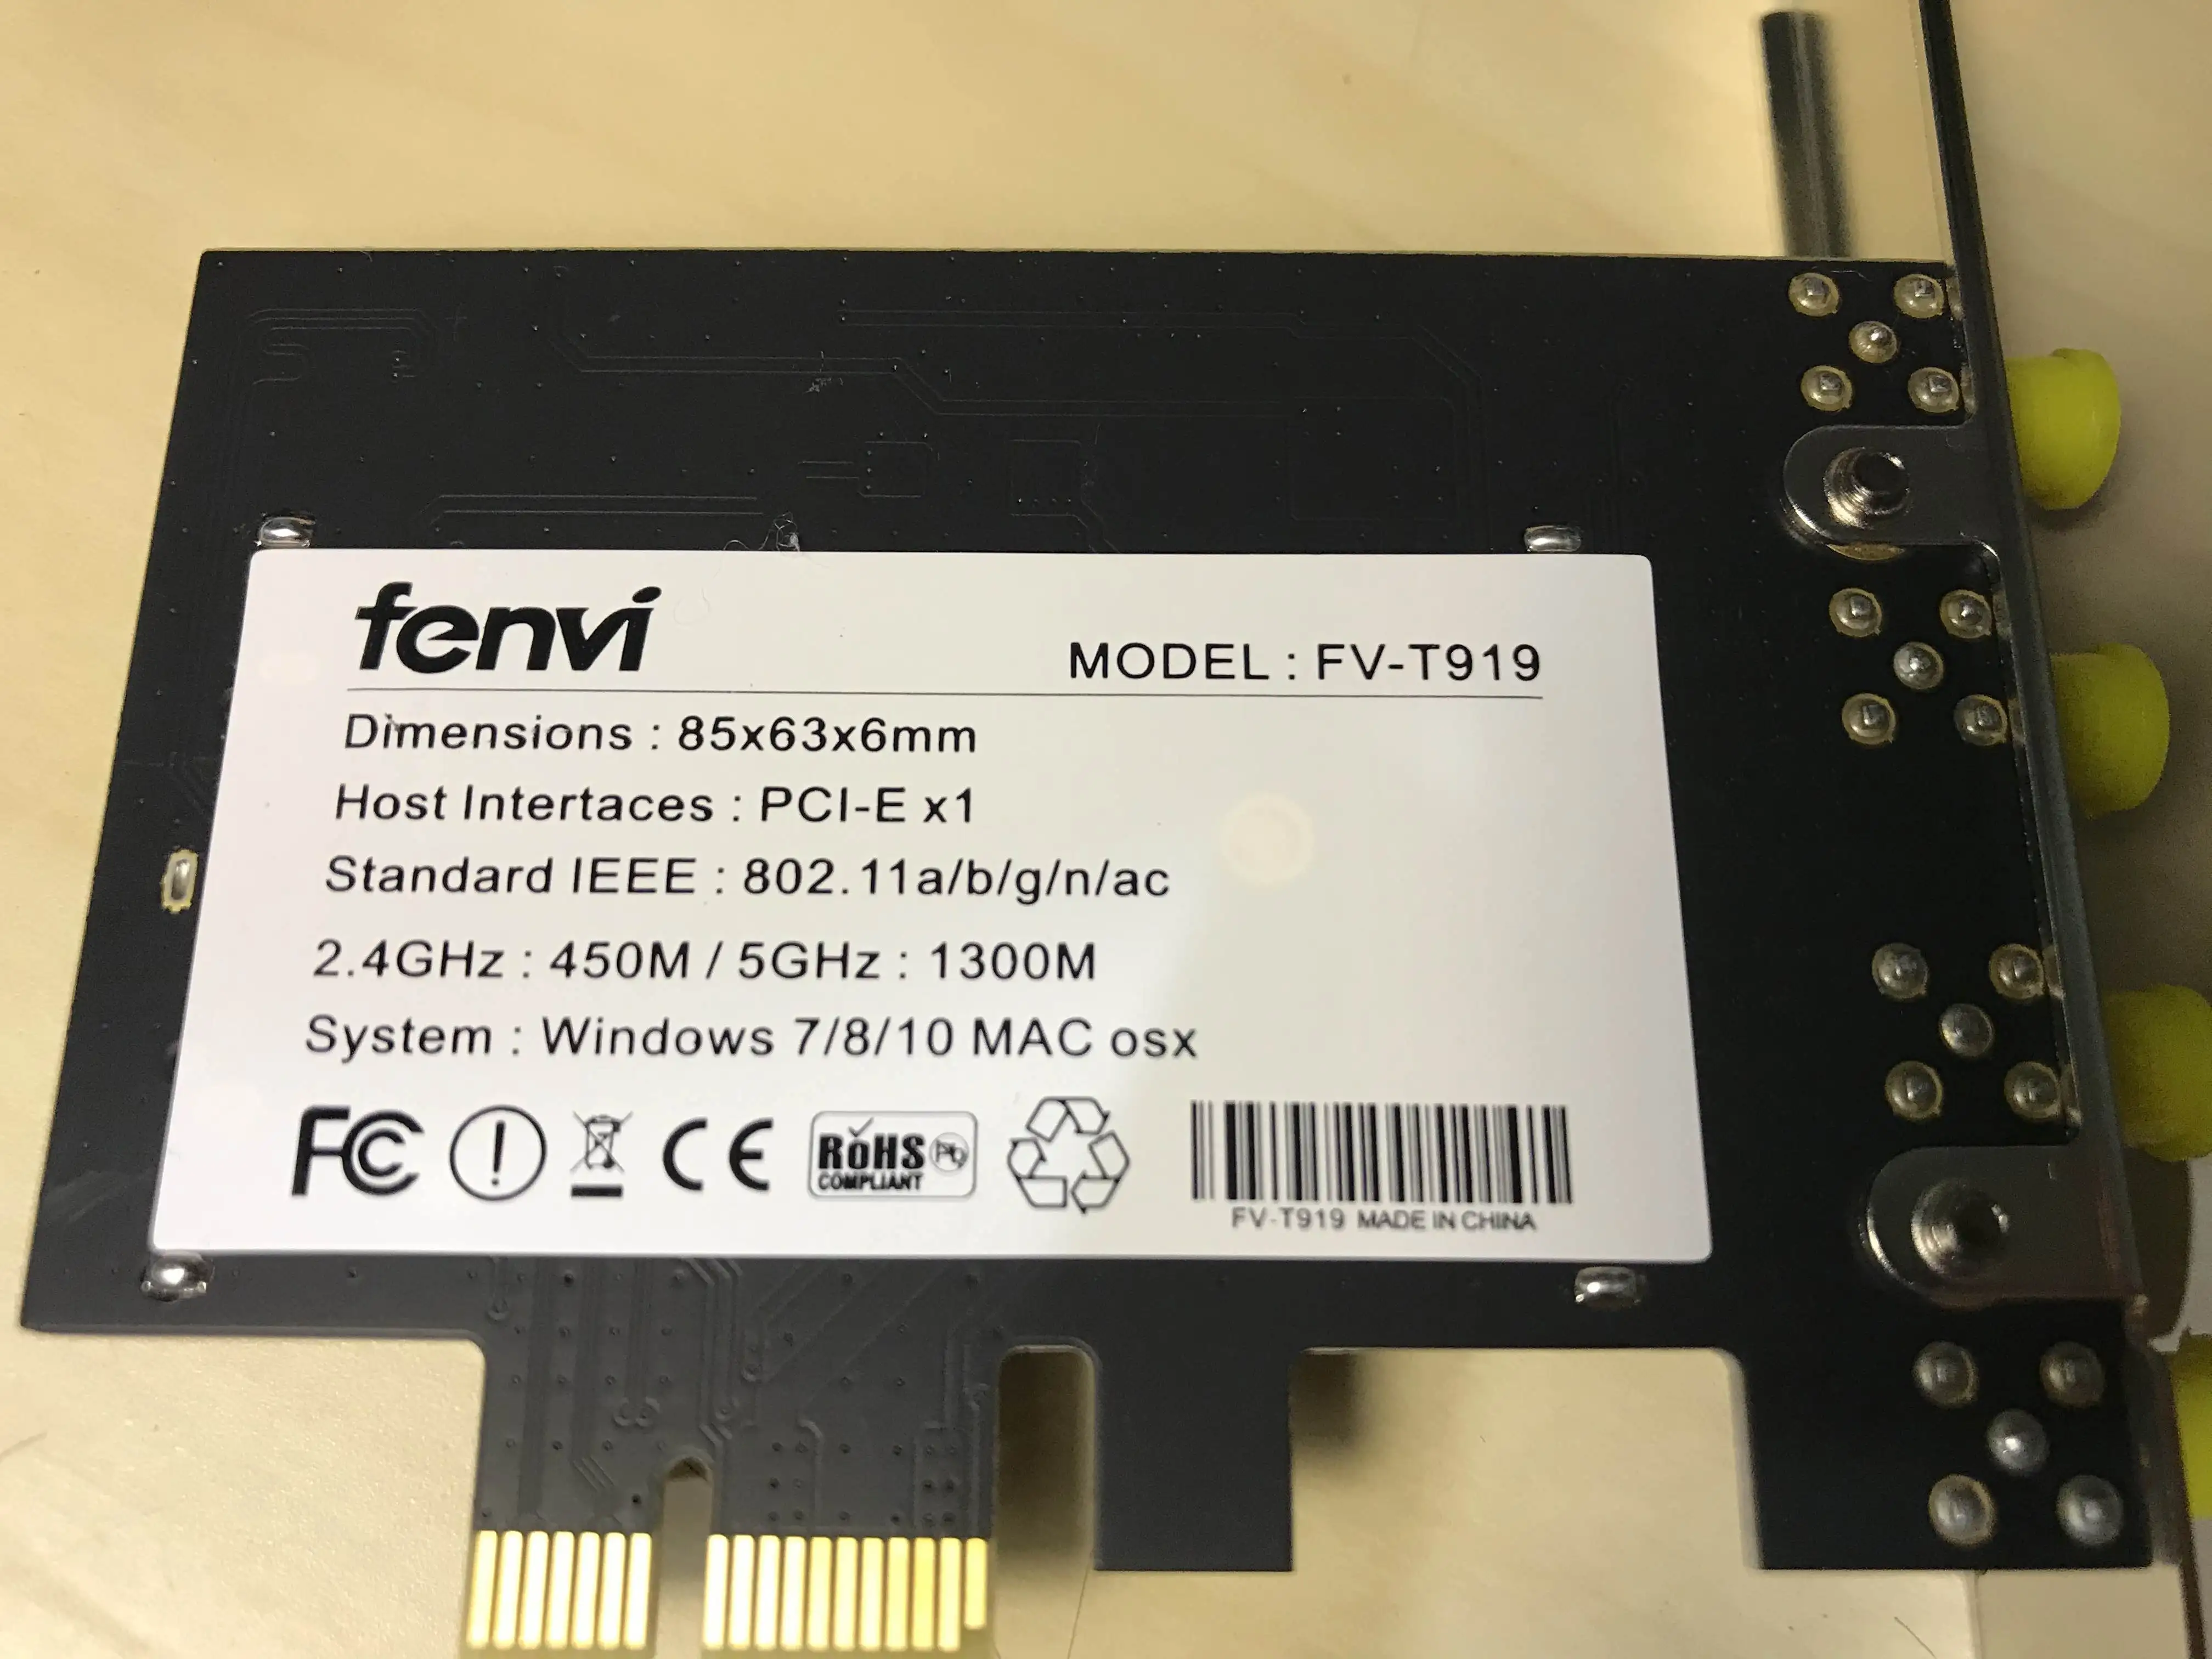 fenvi
MODEL : FV-T919
Dimensions : 85x63x6mm
Host Intertaces : PCI-E x1
Standard IEEE : 802.11a/b/g/n/ac
2.4GHz : 450M / 5GHz : 1300M
System : Windows 7/8/10 MAC osx
FC CE RoHS Pb
COMPLIANT
FV-T919 MADE IN CHINA